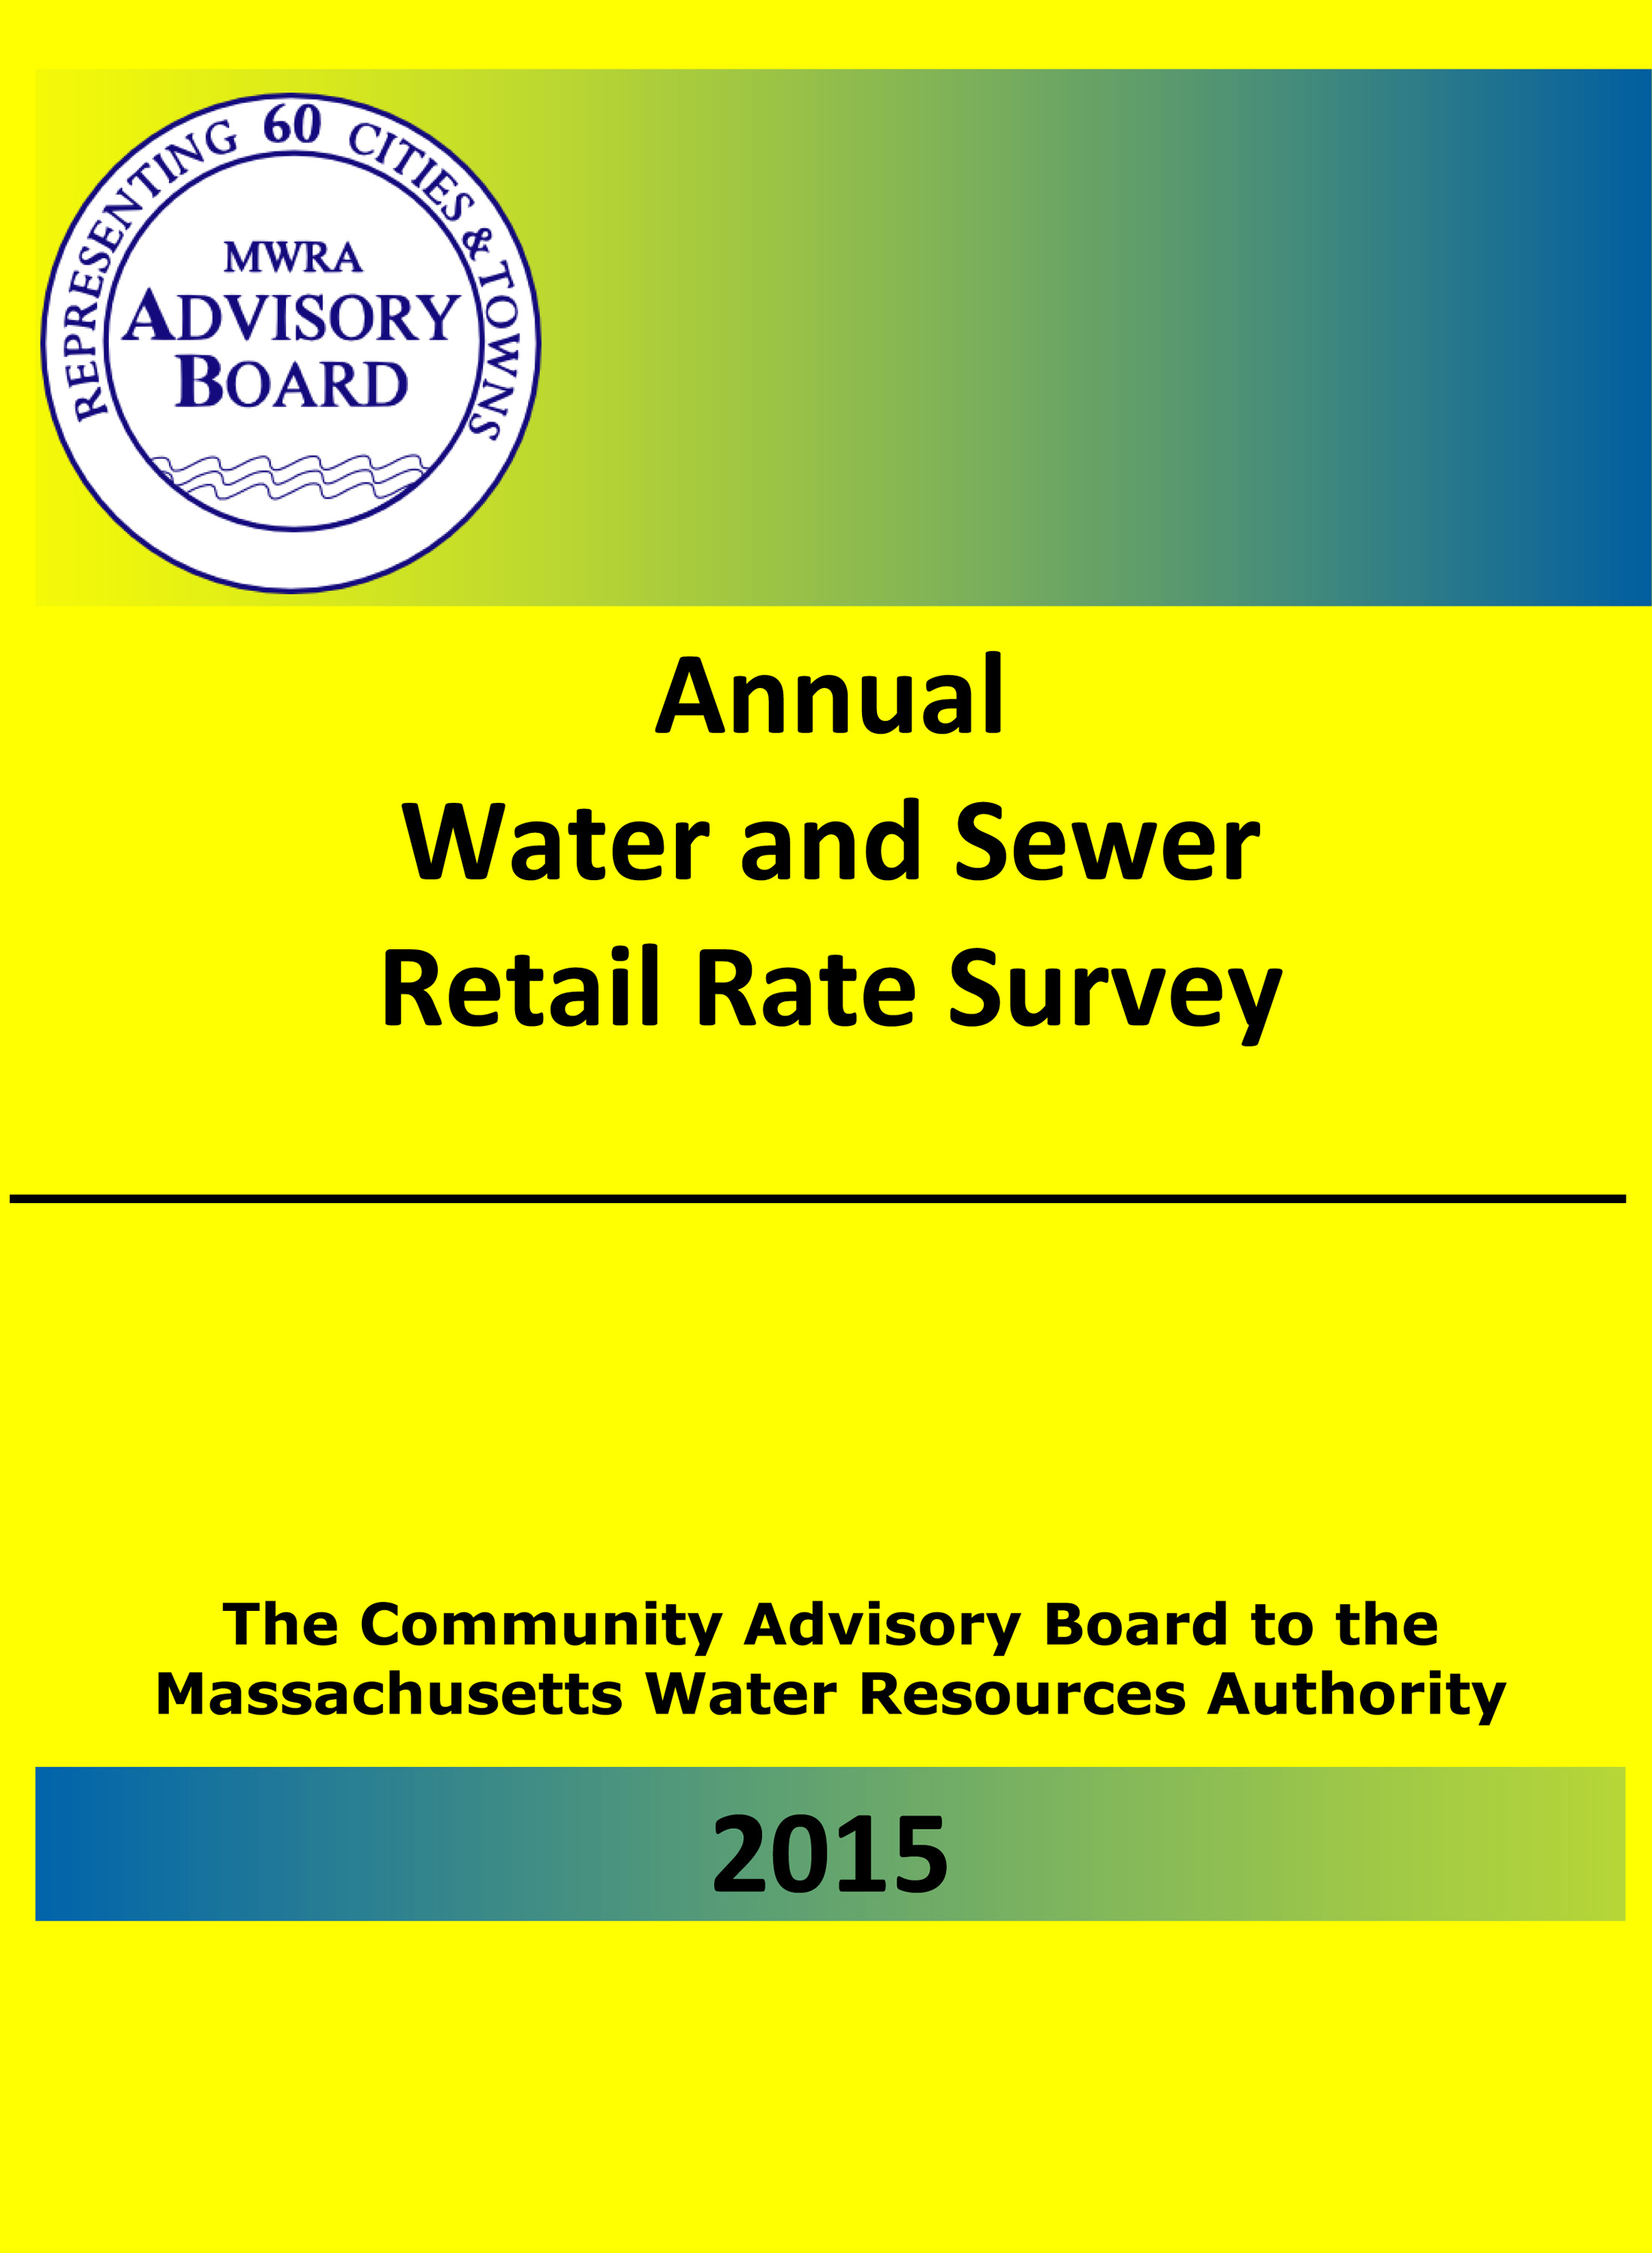 REPRESENTING 60 CITIES & TOWNS
MWRA
ADVISORY
BOARD
Annual
Water and Sewer
Retail Rate Survey
The Community Advisory Board to the
Massachusetts Water Resources Authority
2015